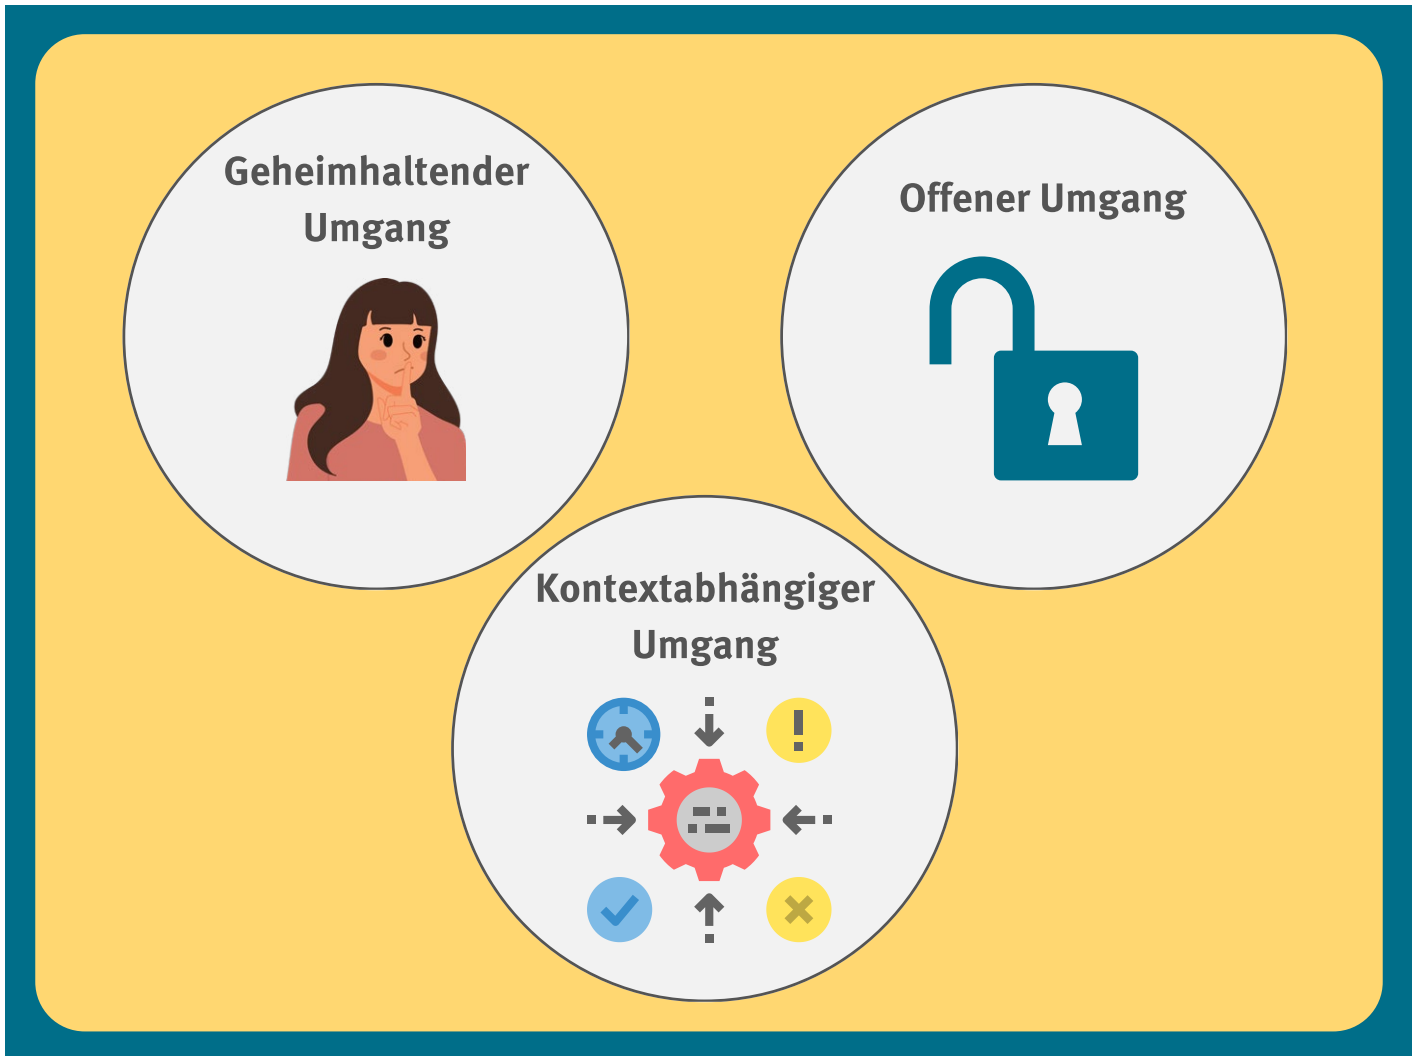 Geheimhaltender
Umgang
Offener Umgang
Kontextabhängiger
Umgang